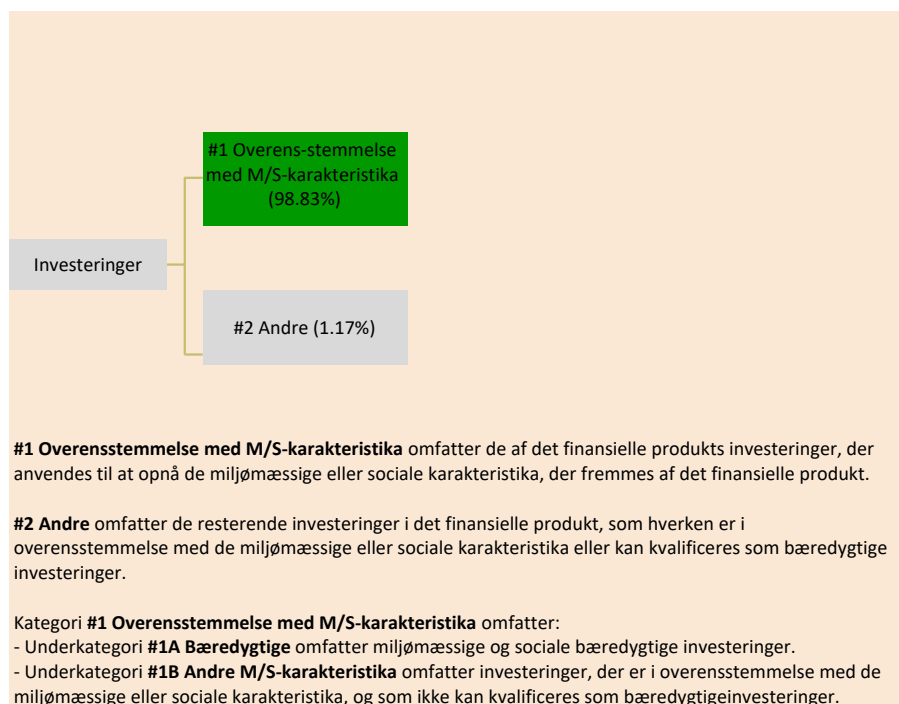 #1 Overens-stemmelse
med M/S-karakteristika
(98.83%)
Investeringer
#2 Andre (1.17%)
#1 Overensstemmelse med M/S-karakteristika omfatter de af det finansielle produkts investeringer, der
anvendes til at opnå de miljømæssige eller sociale karakteristika, der fremmes af det finansielle produkt.
#2 Andre omfatter de resterende investeringer i det finansielle produkt, som hverken er i
overensstemmelse med de miljømæssige eller sociale karakteristika eller kan kvalificeres som bæredygtige
investeringer.
Kategori #1 Overensstemmelse med M/S-karakteristika omfatter:
- Underkategori #1A Bæredygtige omfatter miljømæssige og sociale bæredygtige investeringer.
- Underkategori #1B Andre M/S-karakteristika omfatter investeringer, der er i overensstemmelse med de
miljømæssige eller sociale karakteristika, og som ikke kan kvalificeres som bæredygtigeinvesteringer.